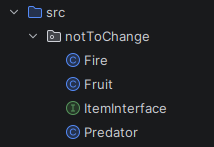 src
notToChange
Fire
Fruit
ItemInterface
Predator